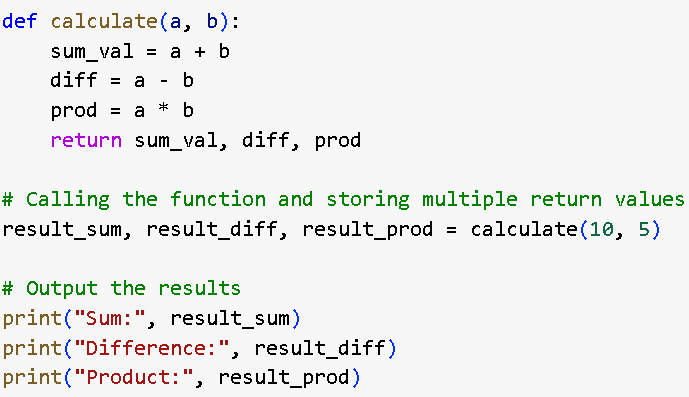 def calculate(a, b):
    sum_val = a + b
    diff = a - b
    prod = a * b
    return sum_val, diff, prod

# Calling the function and storing multiple return values
result_sum, result_diff, result_prod = calculate(10, 5)

# Output the results
print("Sum:", result_sum)
print("Difference:", result_diff)
print("Product:", result_prod)